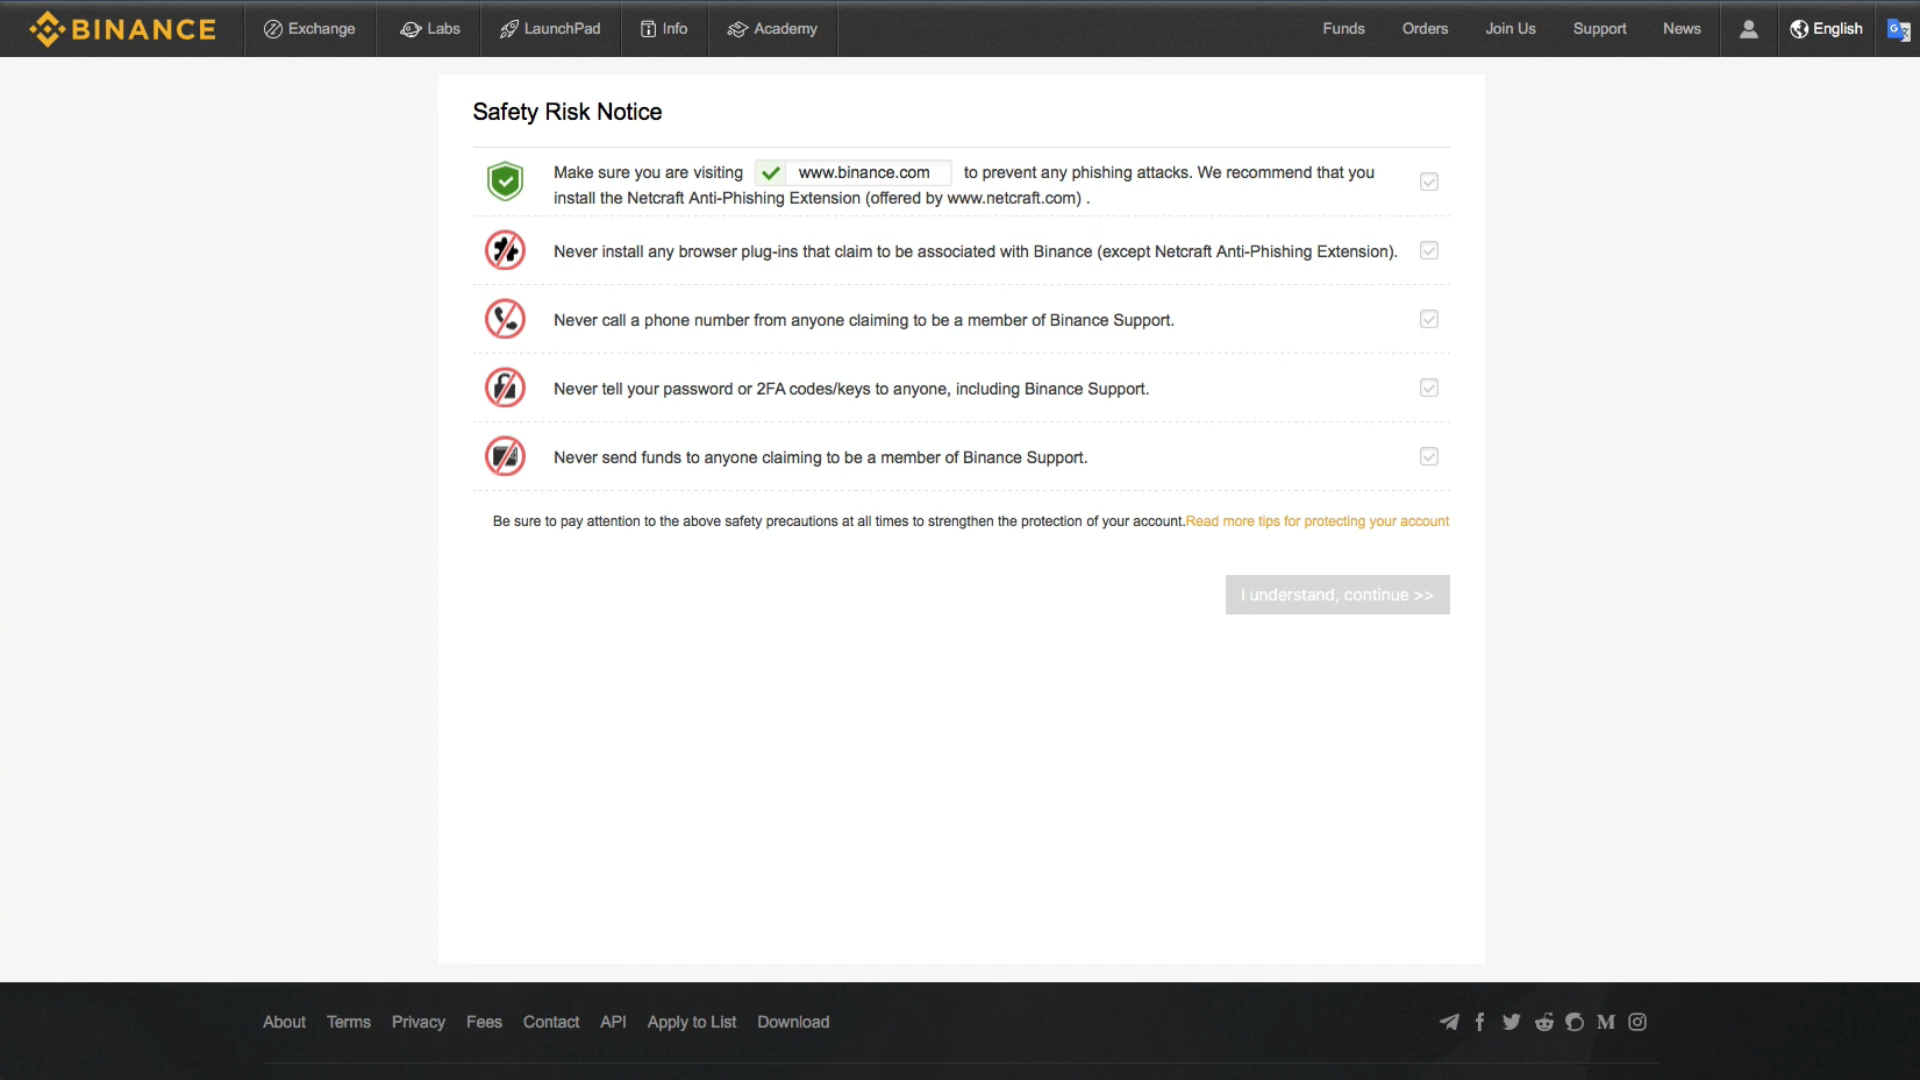 BINANCE
Exchange
Labs
LaunchPad
Info
Academy
Funds
Orders
Join Us
Support
News
English
Safety Risk Notice
Make sure you are visiting www.binance.com to prevent any phishing attacks. We recommend that you
install the Netcraft Anti-Phishing Extension (offered by www.netcraft.com) .
Never install any browser plug-ins that claim to be associated with Binance (except Netcraft Anti-Phishing Extension).
Never call a phone number from anyone claiming to be a member of Binance Support.
Never tell your password or 2FA codes/keys to anyone, including Binance Support.
Never send funds to anyone claiming to be a member of Binance Support.
Be sure to pay attention to the above safety precautions at all times to strengthen the protection of your account.Read more tips for protecting your account
I understand, continue >>
About
Terms
Privacy
Fees
Contact
API
Apply to List
Download